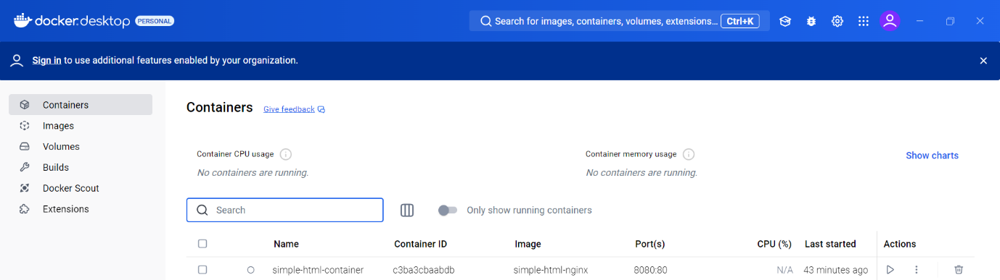 docker.desktop PERSONAL Search for images, containers, volumes, extensions... Ctrl+K
Sign in to use additional features enabled by your organization.
Containers
Images
Volumes
Builds
Docker Scout
Extensions
Containers Give feedback
Container CPU usage
No containers are running.
Container memory usage
No containers are running.
Show charts
Search Only show running containers
Name Container ID Image Port(s) CPU (%) Last started Actions
simple-html-container c3ba3cbaabdb simple-html-nginx 8080:80 N/A 43 minutes ago